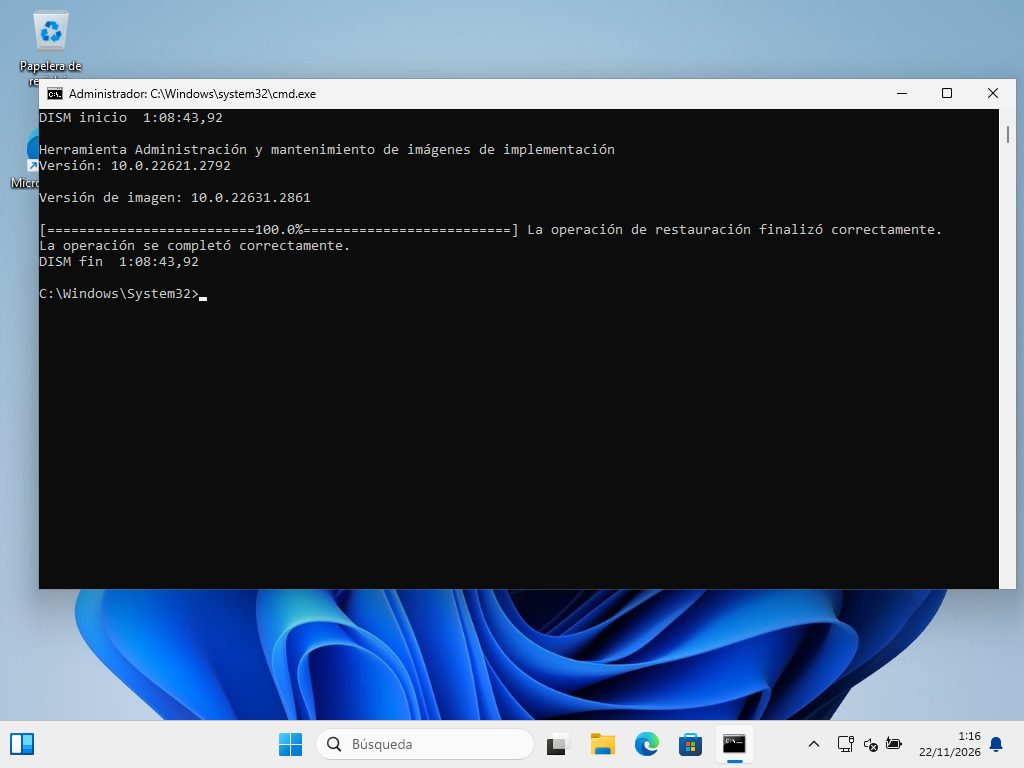 Papelera de
Administrador: C:\Windows\system32\cmd.exe
DISM inicio  1:08:43,92
Herramienta Administración y mantenimiento de imágenes de implementación
Versión: 10.0.22621.2792
Versión de imagen: 10.0.22631.2861
[==========================100.0%==========================] La operación de restauración finalizó correctamente.
La operación se completó correctamente.
DISM fin  1:08:43,92
C:\Windows\System32>
Búsqueda
1:16
22/11/2026